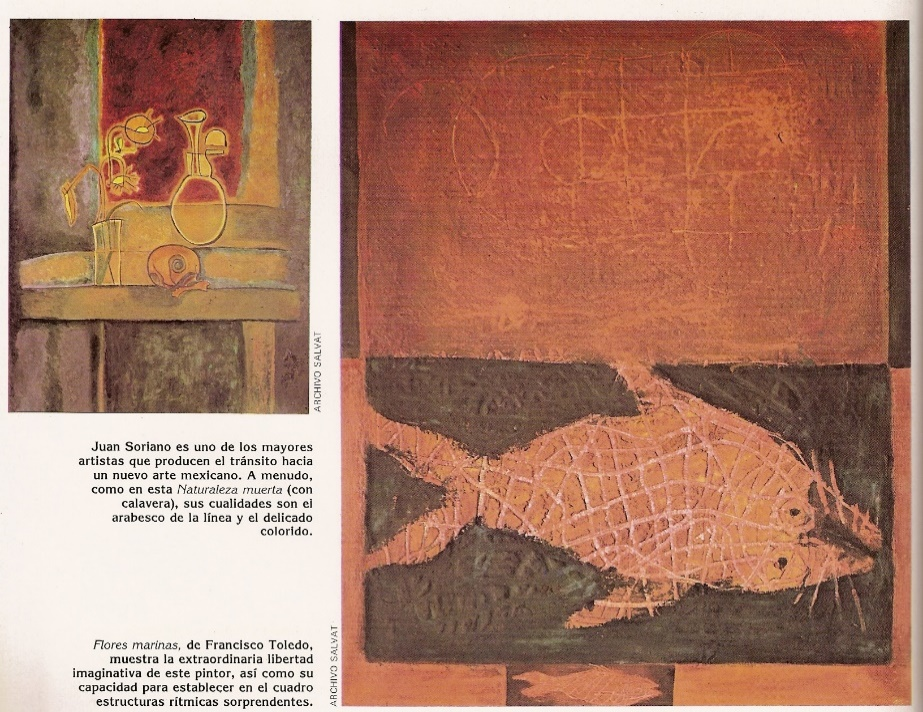 ARCHIVO SALVAT
Juan Soriano es uno de los mayores
artistas que producen el tránsito hacia
un nuevo arte mexicano. A menudo,
como en esta Naturaleza muerta (con
calavera), sus cualidades son el
arabesco de la línea y el delicado
colorido.
Flores marinas, de Francisco Toledo,
muestra la extraordinaria libertad
imaginativa de este pintor, así como su
capacidad para establecer en el cuadro
estructuras rítmicas sorprendentes.
ARCHIVO SALVAT